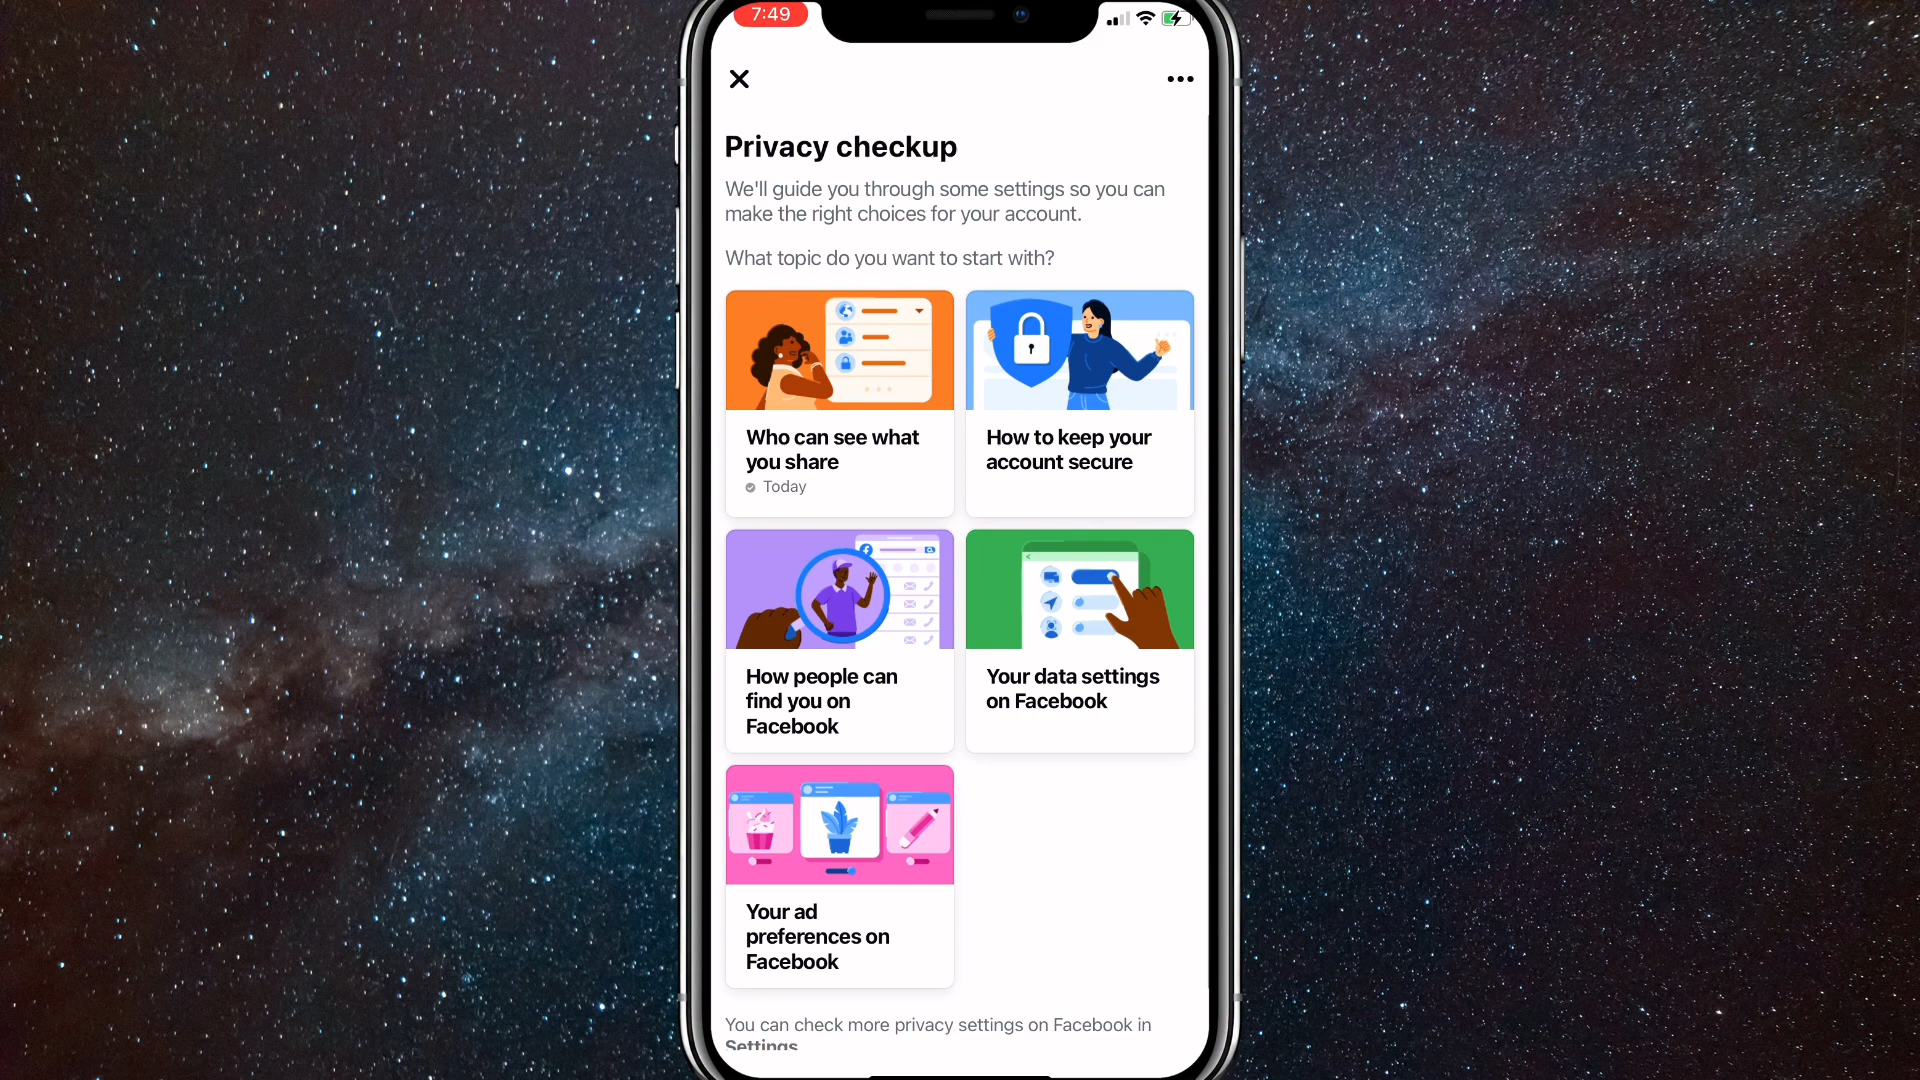 7:49
Privacy checkup
We'll guide you through some settings so you can
make the right choices for your account.
What topic do you want to start with?
Who can see what
you share
Today
How to keep your
account secure
How people can
find you on
Facebook
Your data settings
on Facebook
Your ad
preferences on
Facebook
You can check more privacy settings on Facebook in
Settings